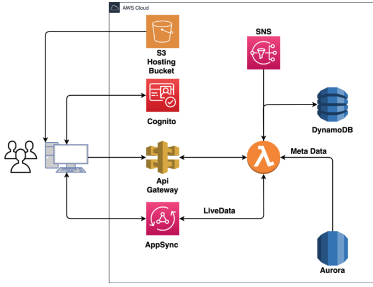 AWS Cloud
SNS
S3
Hosting
Bucket
Cognito
DynamoDB
Meta Data
Api
Gateway
LiveData
AppSync
Aurora